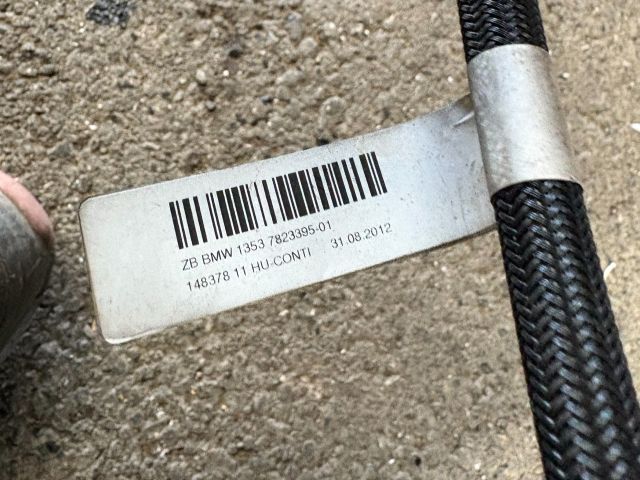 ZB BMW 1353 7823395-01
148378 11 HU-CONTI 31.08.2012